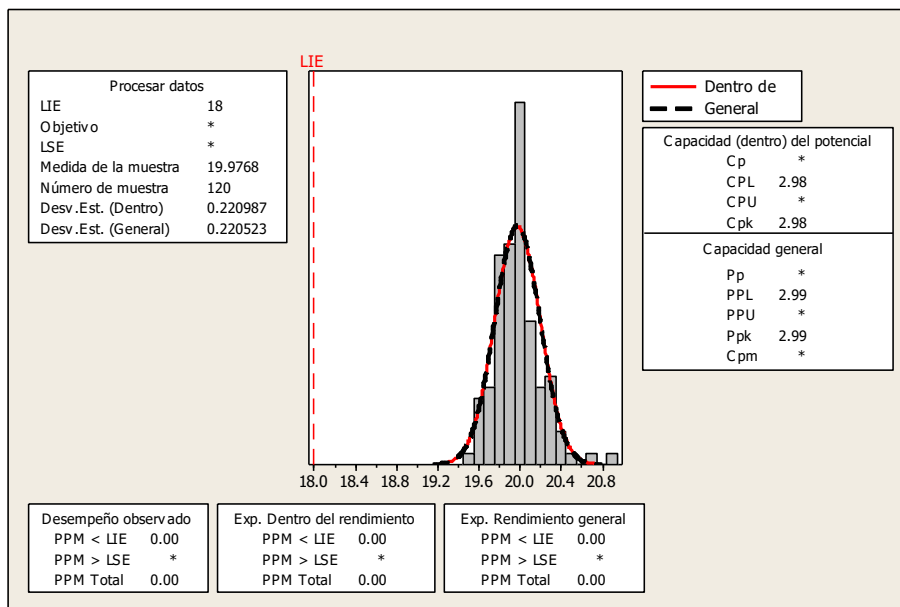 LIE
Procesar datos
LIE 18
Objetivo *
LSE *
Medida de la muestra 19.9768
Número de muestra 120
Desv.Est. (Dentro) 0.220987
Desv.Est. (General) 0.220523
Dentro de
General
Capacidad (dentro) del potencial
Cp *
CPL 2.98
CPU *
Cpk 2.98
Capacidad general
Pp *
PPL 2.99
PPU *
Ppk 2.99
Cpm *
18.0 18.4 18.8 19.2 19.6 20.0 20.4 20.8
Desempeño observado
PPM < LIE 0.00
PPM > LSE *
PPM Total 0.00
Exp. Dentro del rendimiento
PPM < LIE 0.00
PPM > LSE *
PPM Total 0.00
Exp. Rendimiento general
PPM < LIE 0.00
PPM > LSE *
PPM Total 0.00